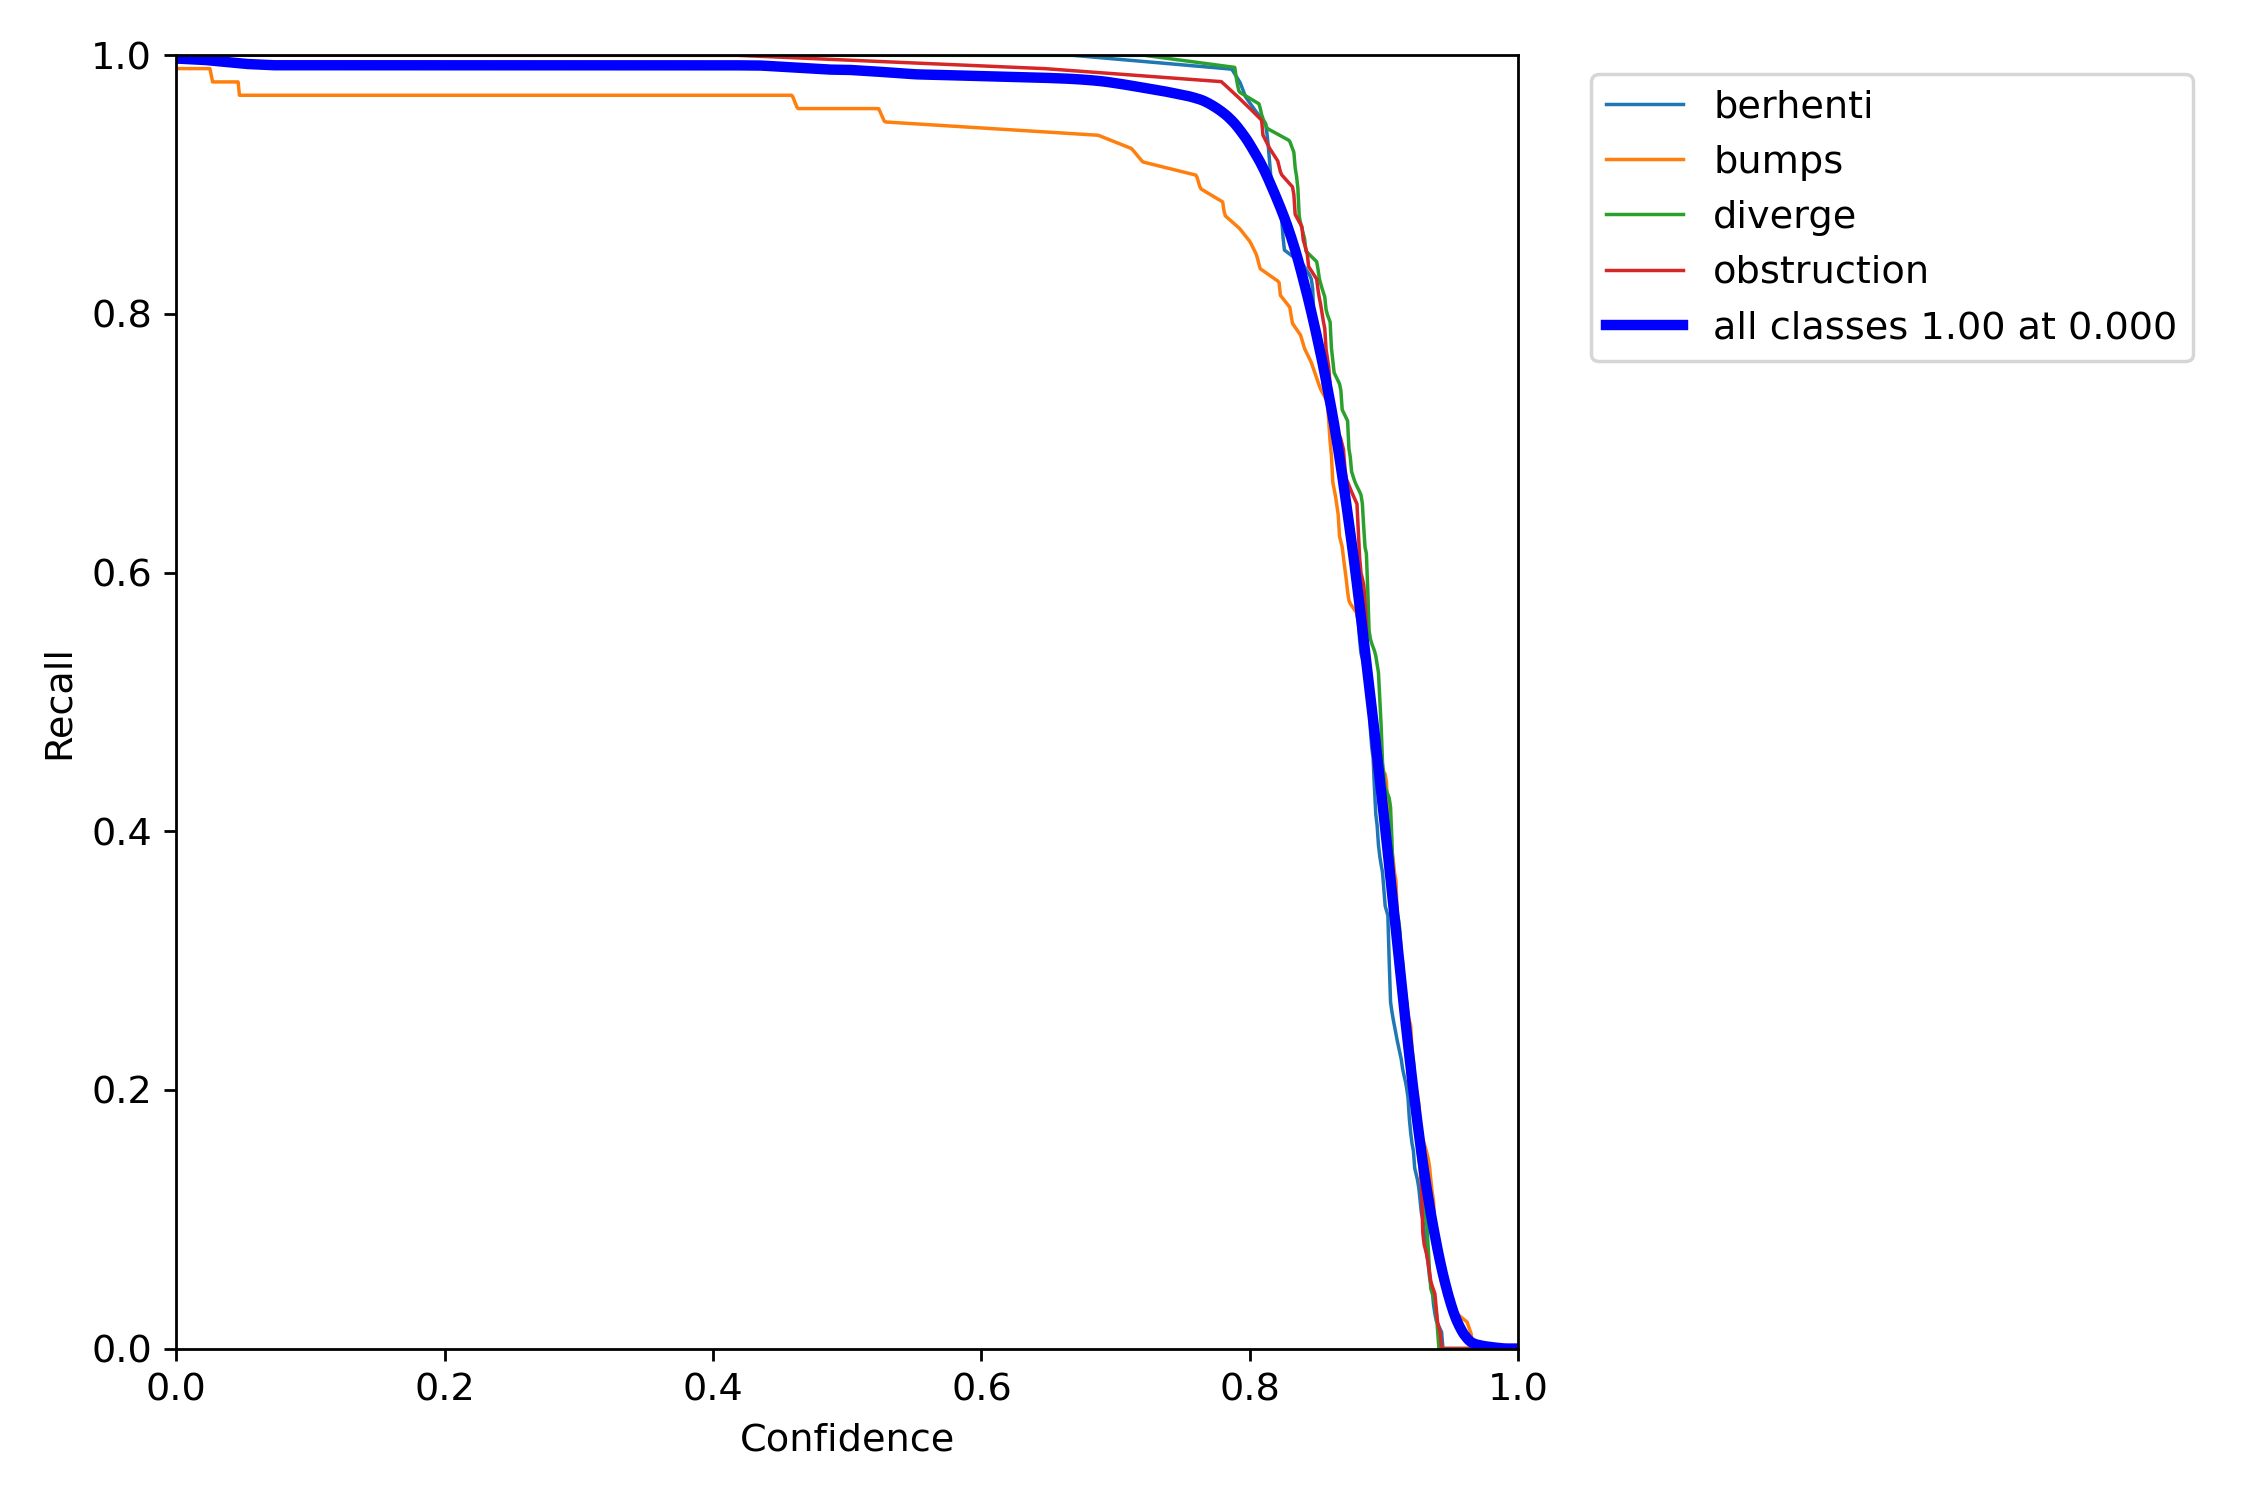 1.0
0.8
0.6
0.4
0.2
0.0
Recall
0.0 0.2 0.4 0.6 0.8 1.0
Confidence
berhenti
bumps
diverge
obstruction
all classes 1.00 at 0.000